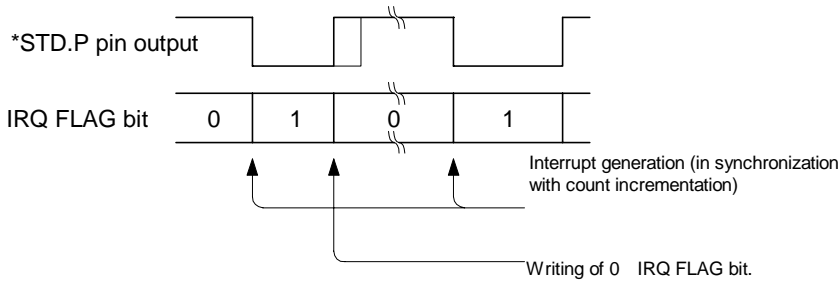 *STD.P pin output
IRQ FLAG bit 0 1 0 1
Interrupt generation (in synchronization
with count incrementation)
Writing of 0 IRQ FLAG bit.